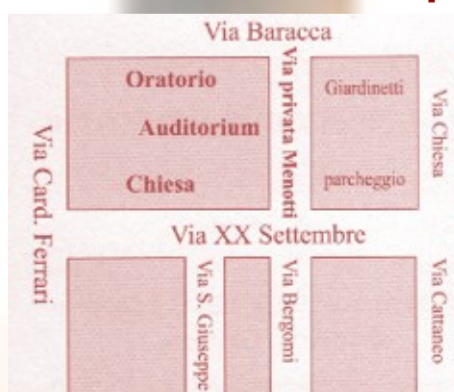 Via Baracca
Oratorio
Auditorium
Chiesa
Via privata Menotti
Giardinetti
parcheggio
Via Chiesa
Via Card. Ferrari
Via XX Settembre
Via S. Giuseppe
Via Bergomi
Via Cattaneo